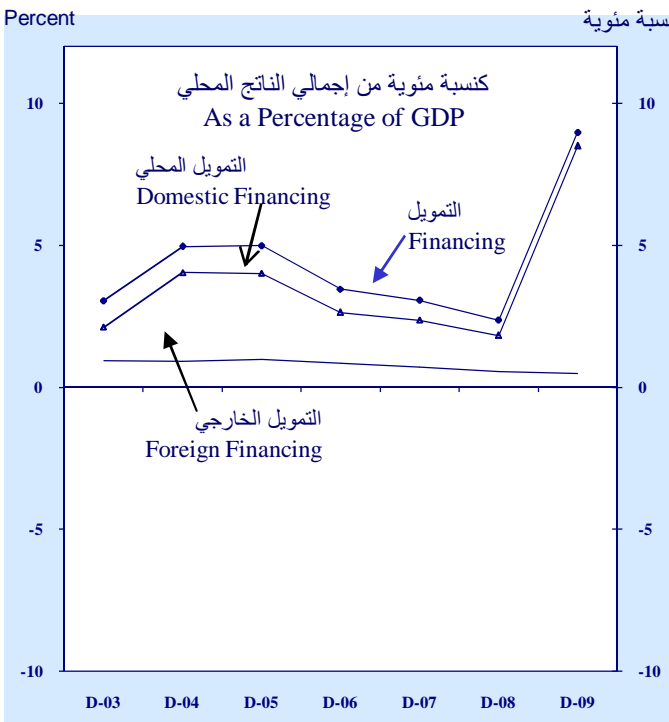 Percent
نسبة مئوية
كنسبة مئوية من إجمالي الناتج المحلي
As a Percentage of GDP
التمويل المحلي
Domestic Financing
التمويل
Financing
التمويل الخارجي
Foreign Financing
10 10
5 5
0 0
-5 -5
-10 -10
D-03 D-04 D-05 D-06 D-07 D-08 D-09